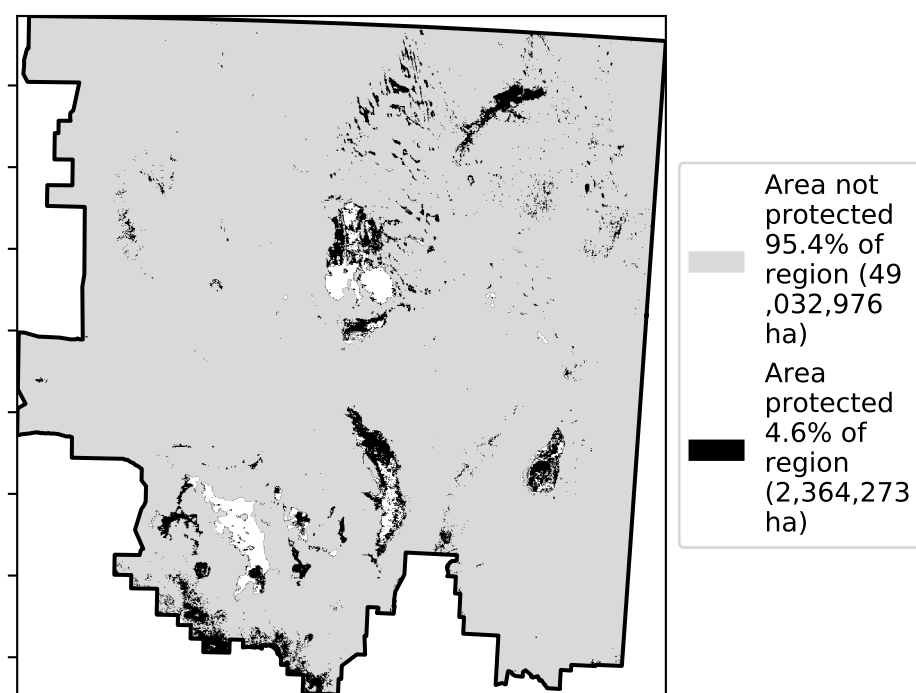 Area not
protected
95.4% of
region (49
,032,976
ha)
Area
protected
4.6% of
region
(2,364,273
ha)